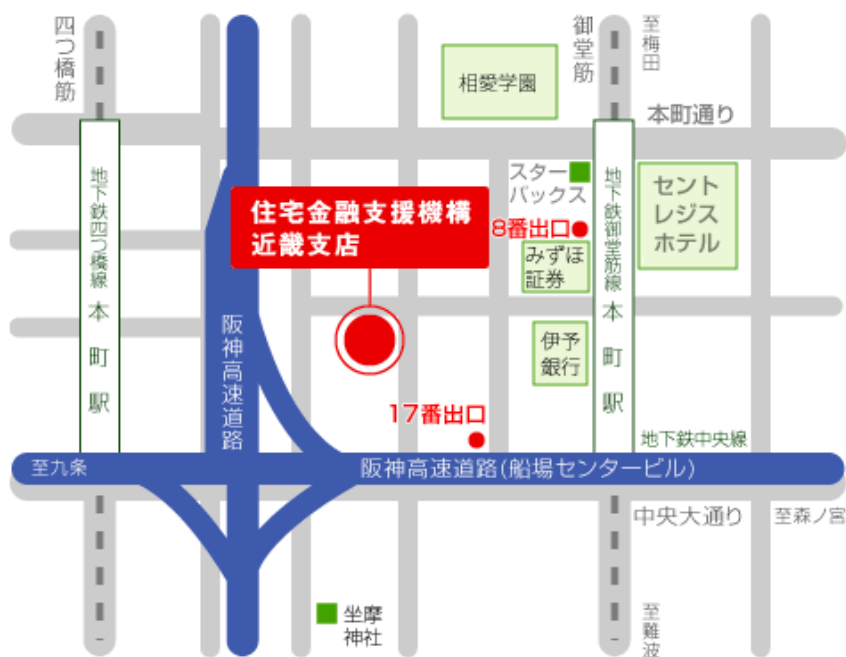 四つ橋筋
御堂筋
至梅田
相愛学園
本町通り
スター
バックス
セント
レジス
ホテル
地下鉄四つ橋線
本町駅
地下鉄御堂筋線
本町駅
住宅金融支援機構
近畿支店
8番出口
みずほ
証券
阪神高速道路
伊予
銀行
17番出口
地下鉄中央線
至九条
阪神高速道路(船場センタービル)
中央大通り
至森ノ宮
坐摩
神社
至難波